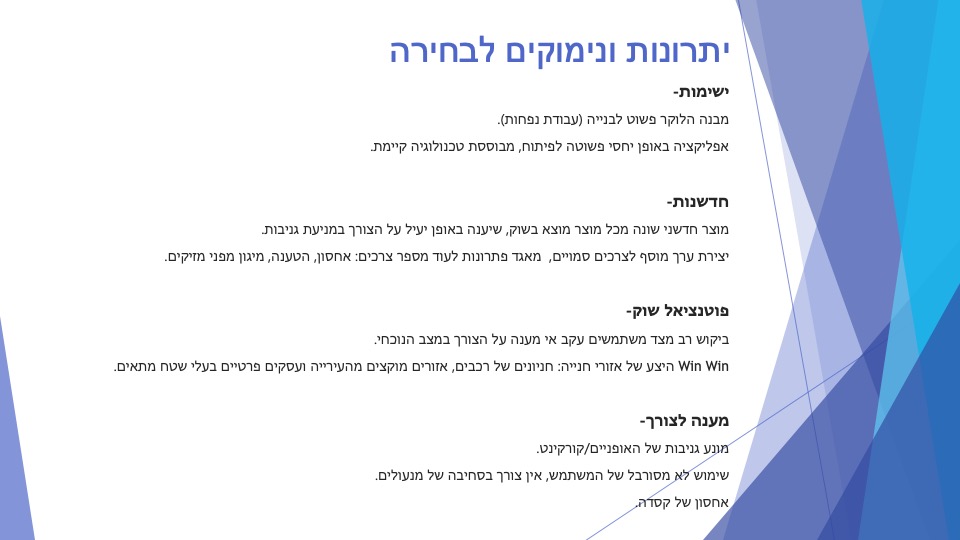 יתרונות ונימוקים לבחירה
ישימות-
מבנה הלוקר פשוט לבנייה (עבודת נפחות).
אפליקציה באופן יחסי פשוטה לפיתוח, מבוססת טכנולוגיה קיימת.
חדשנות-
מוצר חדשני שונה מכל מוצר מוצא בשוק, שיענה באופן יעיל על הצורך במניעת גניבות.
יצירת ערך מוסף לצרכים סמויים, מאגד פתרונות לעוד מספר צרכים: אחסון, הטענה, מיגון מפני מזיקים.
פוטנציאל שוק-
ביקוש רב מצד משתמשים עקב אי מענה על הצורך במצב הנוכחי.
Win Win היצע של אזורי חנייה: חניונים של רכבים, אזורים מוקצים מהעירייה ועסקים פרטיים בעלי שטח מתאים.
מענה לצורך-
מונע גניבות של האופניים/קורקינט.
שימוש לא מסורבל של המשתמש, אין צורך בסחיבה של מנעולים.
אחסון של קסדה.